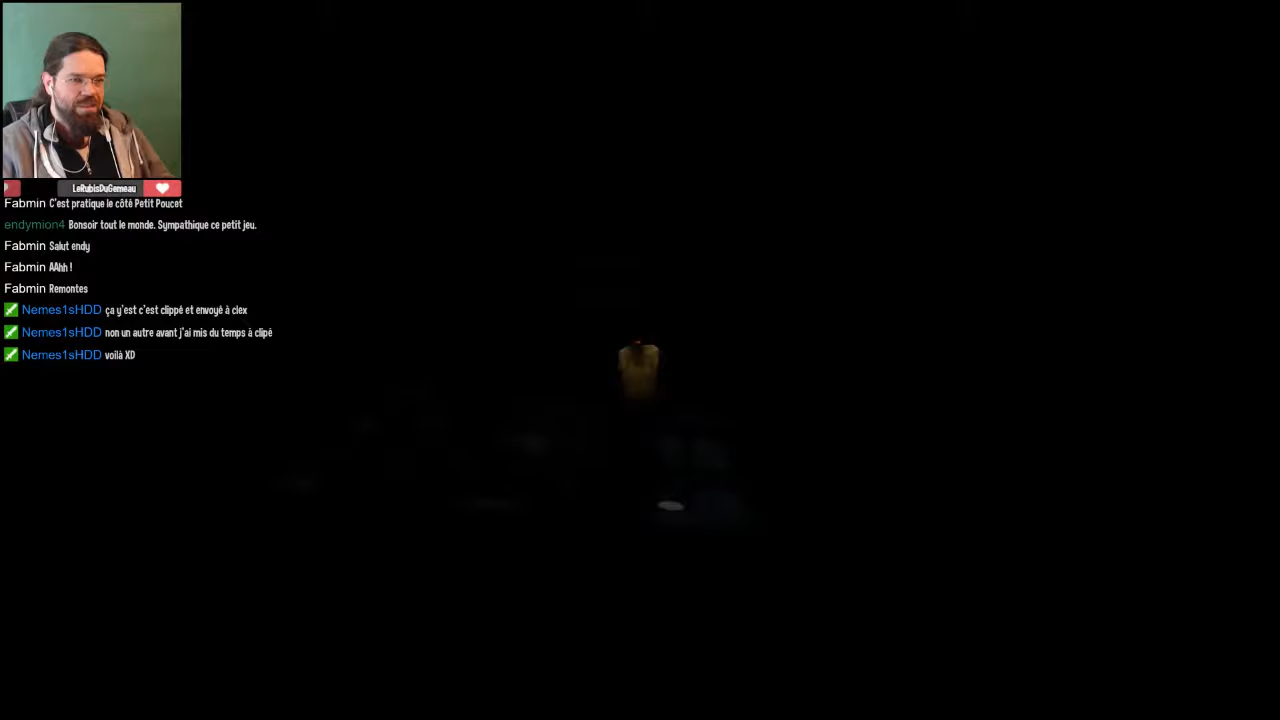 LeRubisDuGemeau
Fabmin C'est pratique le côté Petit Poucet
endymion4 Bonsoir tout le monde. Sympathique ce petit jeu.
Fabmin Salut endy
Fabmin AAhh !
Fabmin Remontes
Nemes1sHDD ça y'est c'est clippé et envoyé à clex
Nemes1sHDD non un autre avant j'ai mis du temps à clipé
Nemes1sHDD voilà XD